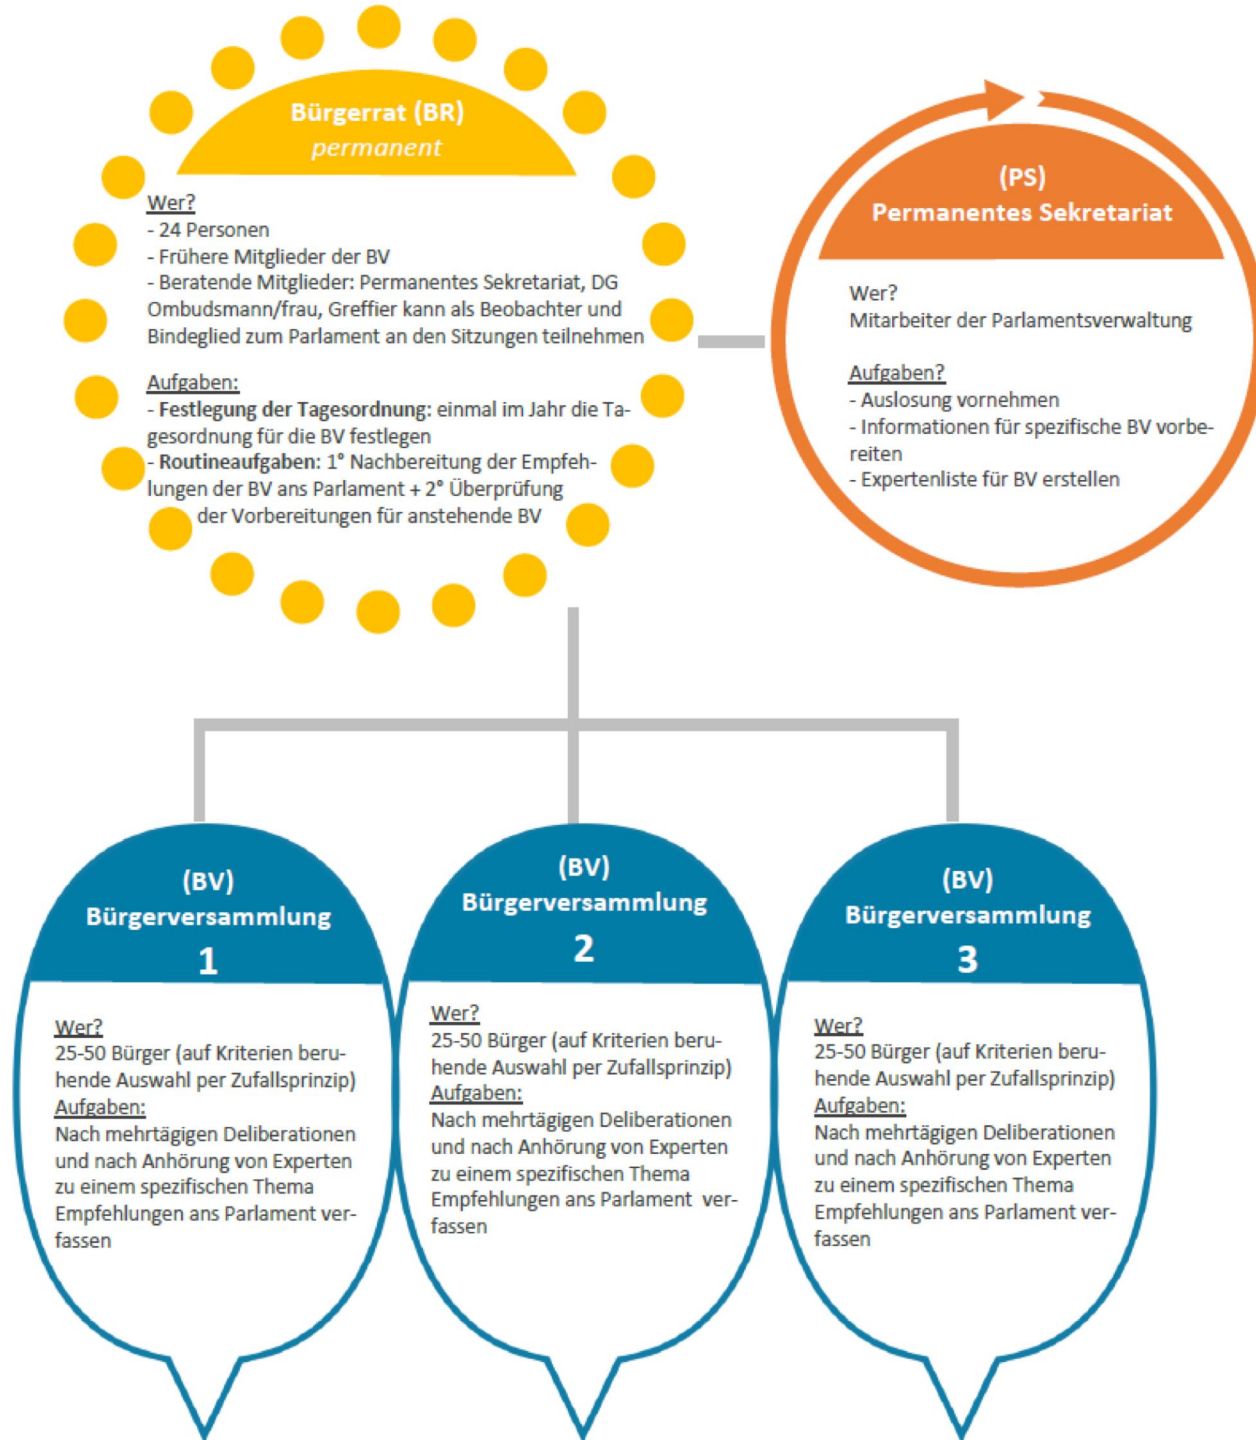 Bürgerrat (BR)
permanent
Wer?
- 24 Personen
- Frühere Mitglieder der BV
- Beratende Mitglieder: Permanentes Sekretariat, DG
Ombudsmann/frau, Greffier kann als Beobachter und
Bindeglied zum Parlament an den Sitzungen teilnehmen
Aufgaben:
- Festlegung der Tagesordnung: einmal im Jahr die Ta-
gesordnung für die BV festlegen
- Routineaufgaben: 1° Nachbereitung der Empfeh-
lungen der BV ans Parlament + 2° Überprüfung
der Vorbereitungen für anstehende BV
(PS)
Permanentes Sekretariat
Wer?
Mitarbeiter der Parlamentsverwaltung
Aufgaben?
- Auslosung vornehmen
- Informationen für spezifische BV vorbe-
reiten
- Expertenliste für BV erstellen
(BV)
Bürgerversammlung
1
Wer?
25-50 Bürger (auf Kriterien beru-
hende Auswahl per Zufallsprinzip)
Aufgaben:
Nach mehrtägigen Deliberationen
und nach Anhörung von Experten
zu einem spezifischen Thema
Empfehlungen ans Parlament ver-
fassen
(BV)
Bürgerversammlung
2
Wer?
25-50 Bürger (auf Kriterien beru-
hende Auswahl per Zufallsprinzip)
Aufgaben:
Nach mehrtägigen Deliberationen
und nach Anhörung von Experten
zu einem spezifischen Thema
Empfehlungen ans Parlament ver-
fassen
(BV)
Bürgerversammlung
3
Wer?
25-50 Bürger (auf Kriterien beru-
hende Auswahl per Zufallsprinzip)
Aufgaben:
Nach mehrtägigen Deliberationen
und nach Anhörung von Experten
zu einem spezifischen Thema
Empfehlungen ans Parlament ver-
fassen